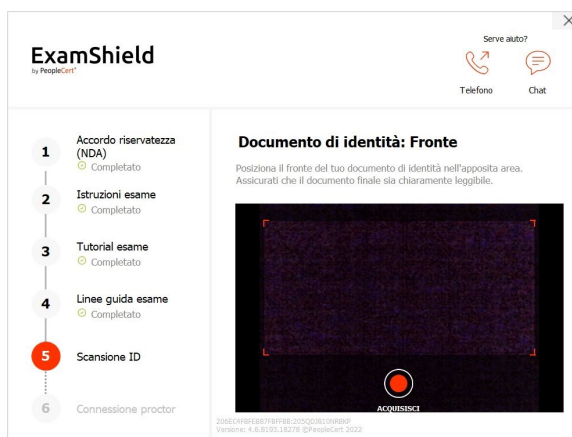 Serve aiuto?
ExamShield
by PeopleCert
Telefono
Chat
1
Accordo riservatezza
(NDA)
Completato
2
Istruzioni esame
Completato
3
Tutorial esame
Completato
4
Linee guida esame
Completato
5
Scansione ID
6
Connessione proctor
Documento di identità: Fronte
Posiziona il fronte del tuo documento di identità nell'apposita area.
Assicurati che il documento finale sia chiaramente leggibile.
ACQUISISCI
Versione: 4.6.8193.18278 @PeopleCert 2022